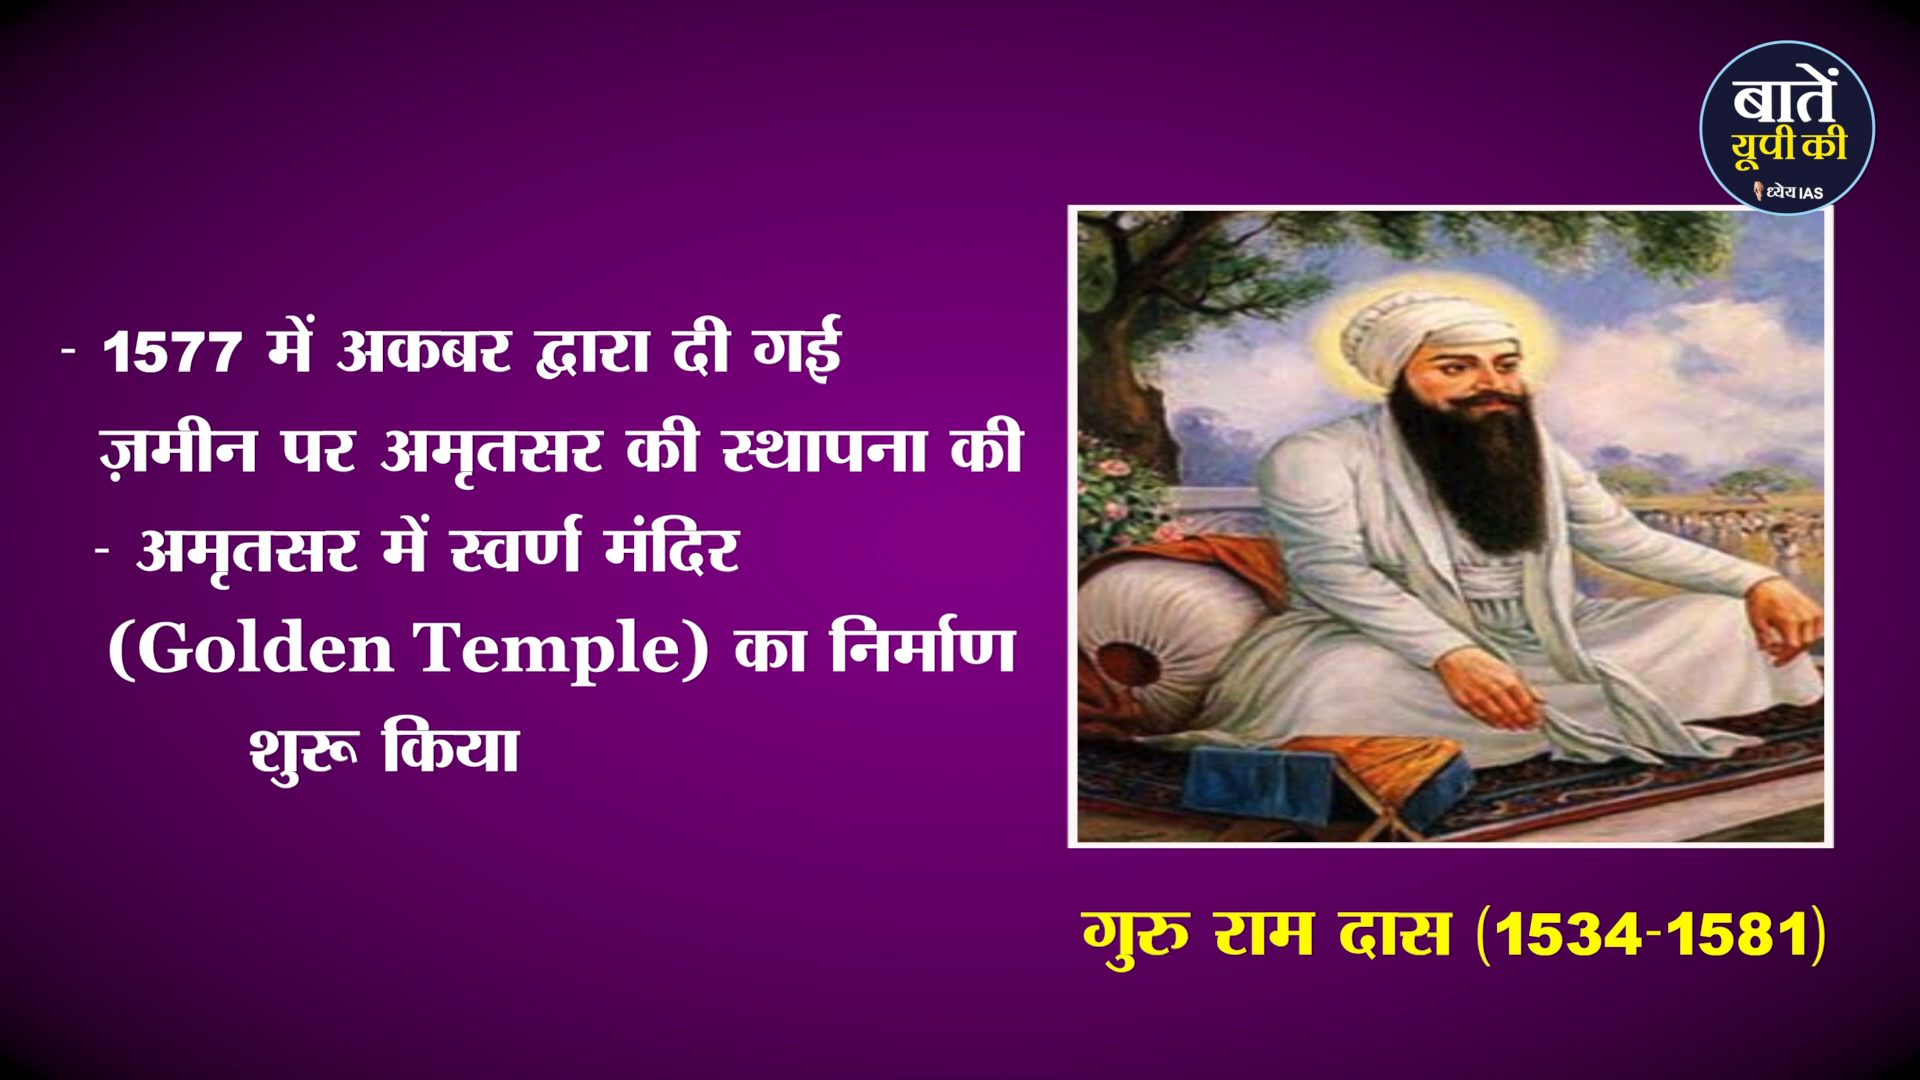 बातें
यूपी की
ध्येय IAS
- 1577 में अकबर द्वारा दी गई
ज़मीन पर अमृतसर की स्थापना की
- अमृतसर में स्वर्ण मंदिर
(Golden Temple) का निर्माण
शुरू किया
गुरु राम दास (1534-1581)